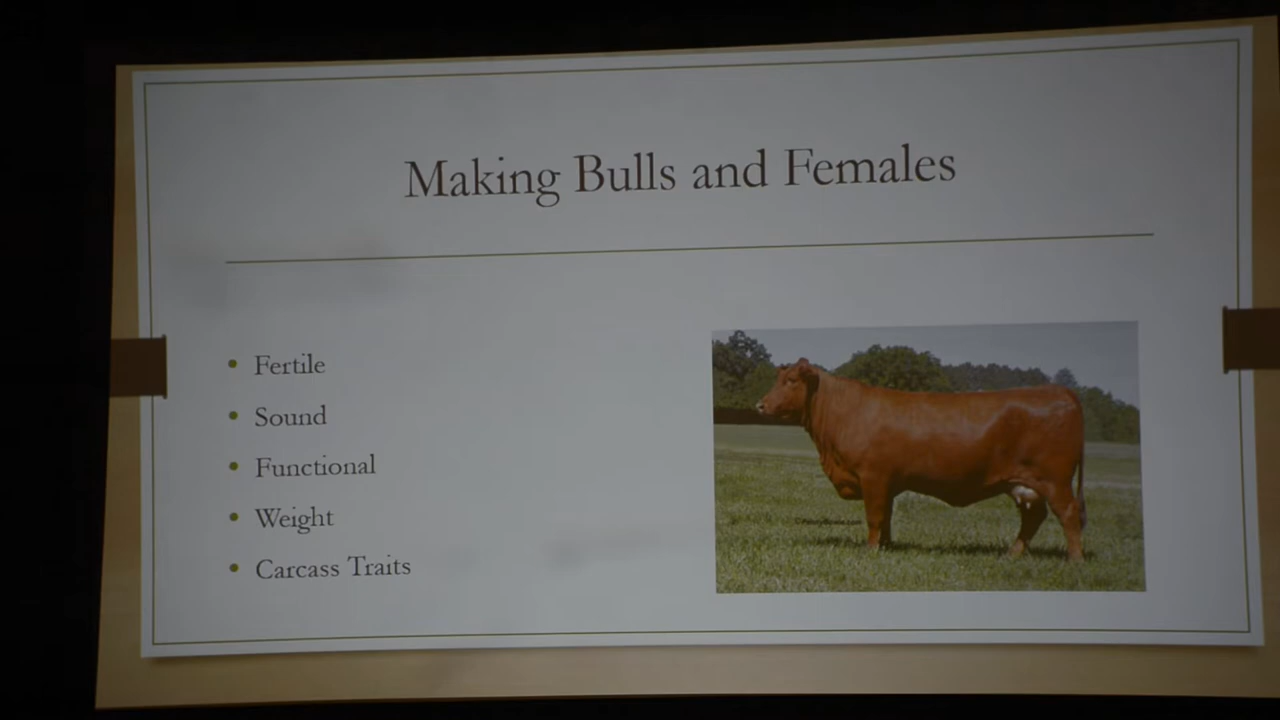 Making Bulls and Females
Fertile
Sound
Functional
Weight
Carcass Traits